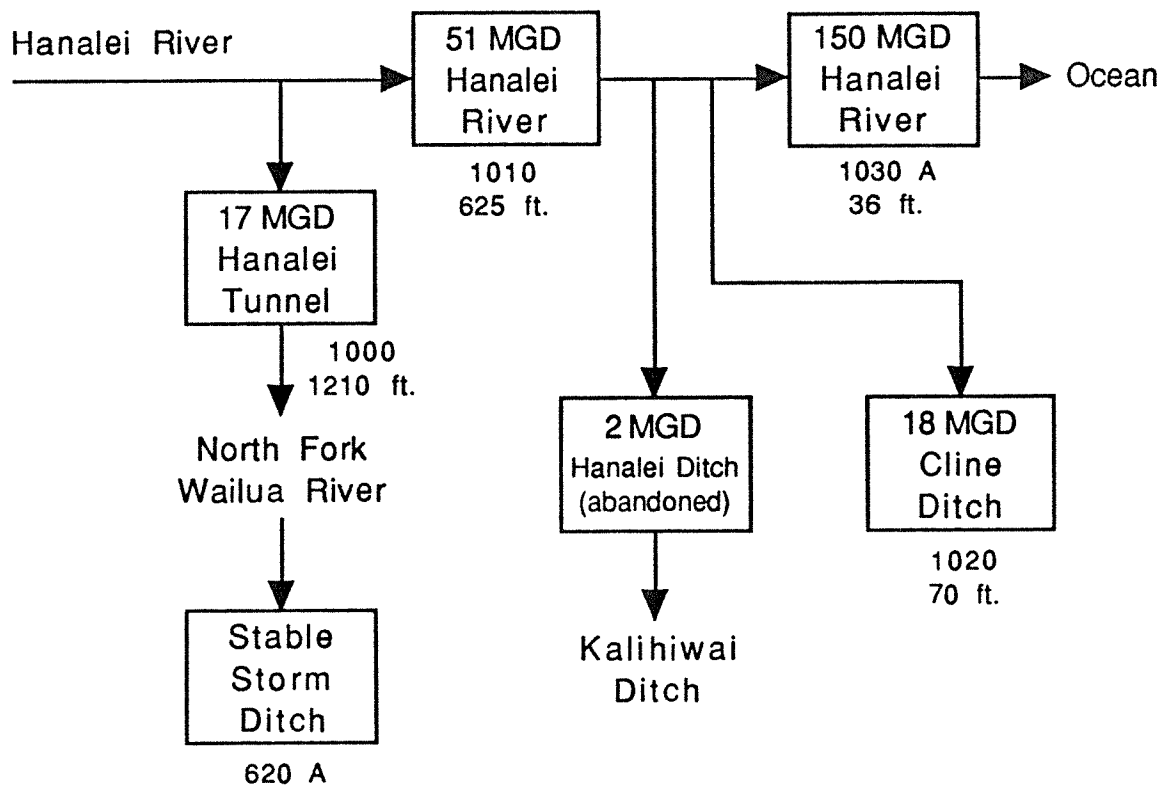 Hanalei River
51 MGD
Hanalei
River
1010
625 ft.
150 MGD
Hanalei
River
1030 A
36 ft.
Ocean
17 MGD
Hanalei
Tunnel
1000
1210 ft.
North Fork
Wailua River
Stable
Storm
Ditch
620 A
2 MGD
Hanalei Ditch
(abandoned)
Kalihiwai
Ditch
18 MGD
Cline
Ditch
1020
70 ft.